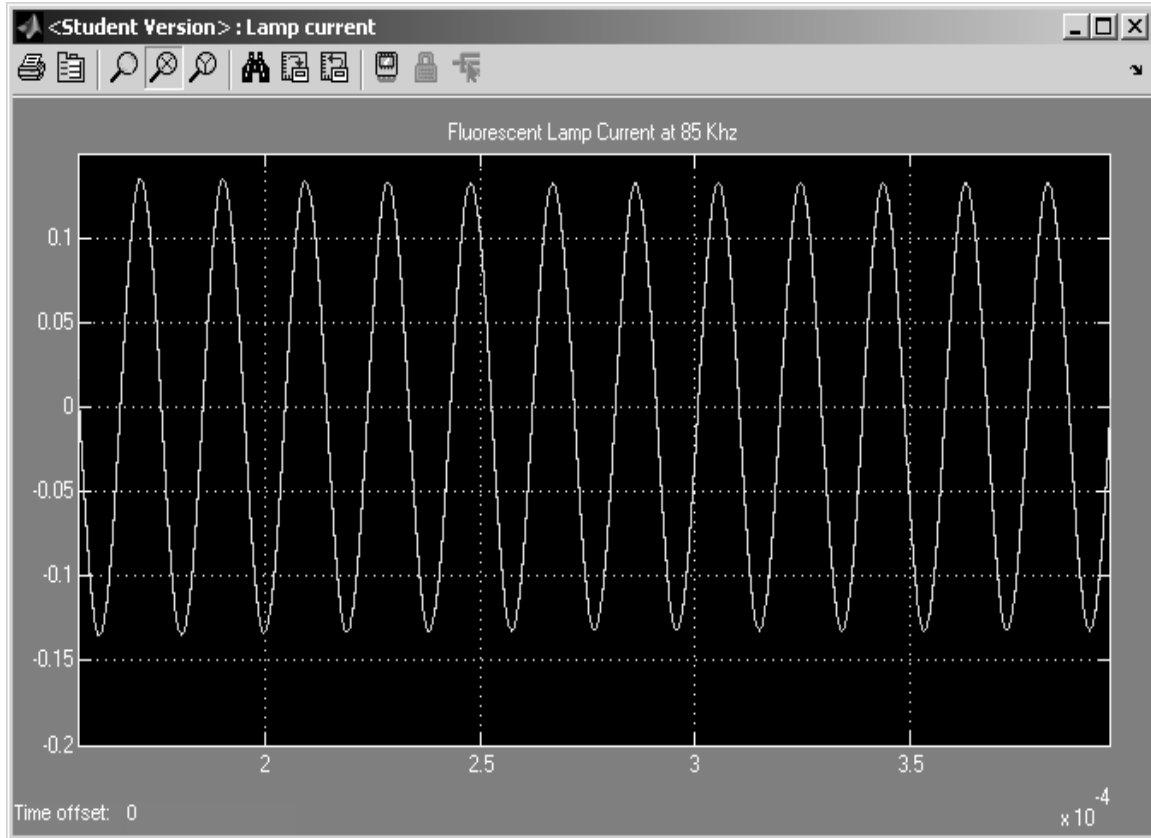 <Student Version> : Lamp current
Fluorescent Lamp Current at 85 Khz
0.1
0.05
0
-0.05
-0.1
-0.15
-0.2
2 2.5 3 3.5
x 10^-4
Time offset: 0